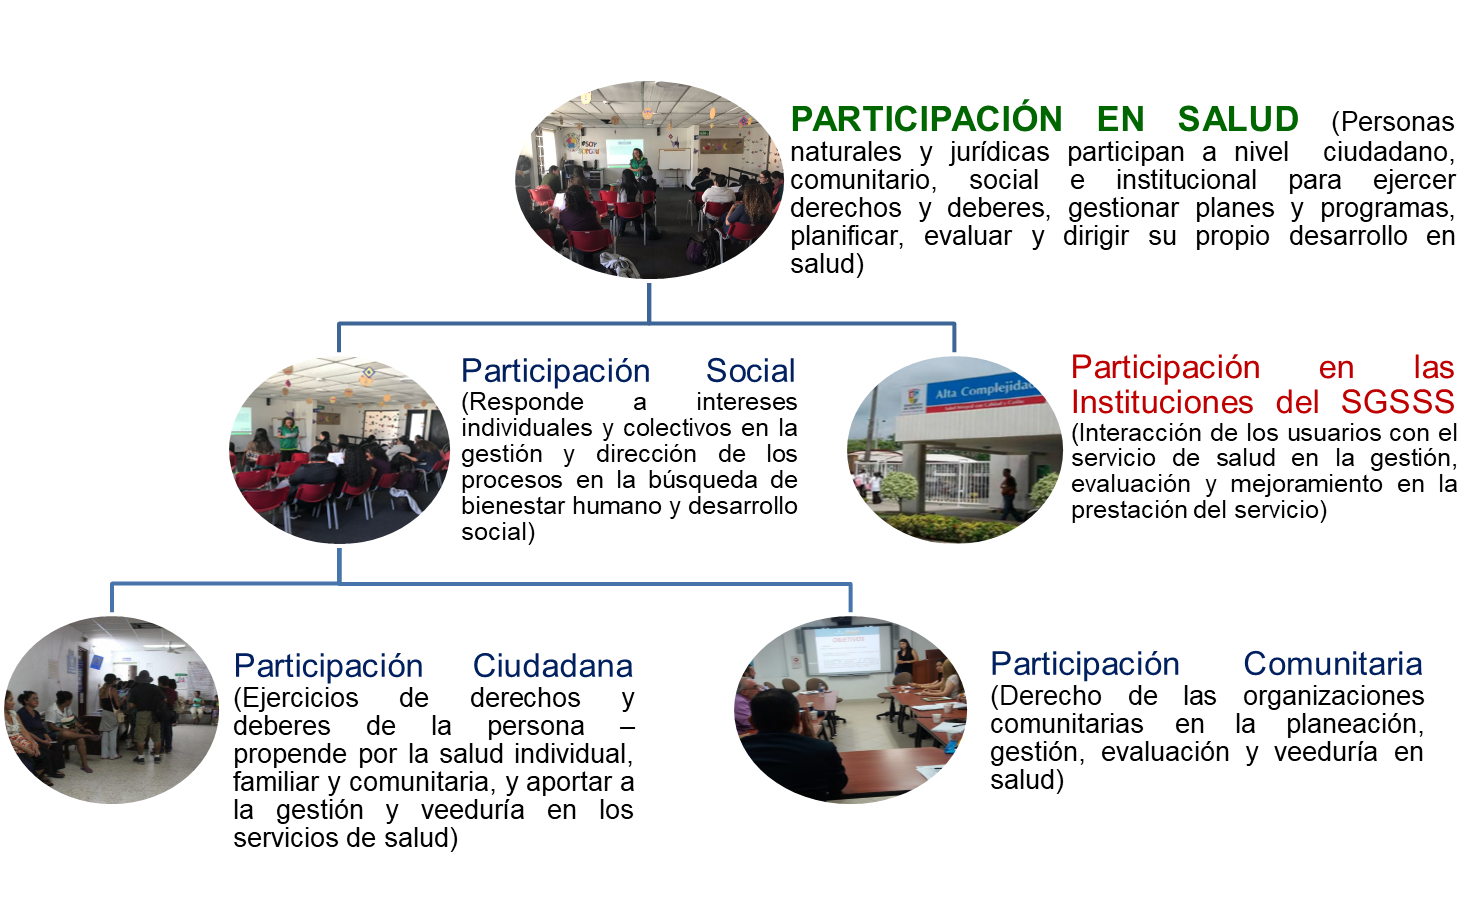 PARTICIPACIÓN EN SALUD (Personas
naturales y jurídicas participan a nivel ciudadano,
comunitario, social e institucional para ejercer
derechos y deberes, gestionar planes y programas,
planificar, evaluar y dirigir su propio desarrollo en
salud)
Participación Social
(Responde a intereses
individuales y colectivos en la
gestión y dirección de los
procesos en la búsqueda de
bienestar humano y desarrollo
social)
Alta Complejidad
Participación en las
Instituciones del SGSSS
(Interacción de los usuarios con el
servicio de salud en la gestión,
evaluación y mejoramiento en la
prestación del servicio)
Participación Ciudadana
(Ejercicios de derechos y
deberes de la persona –
propende por la salud individual,
familiar y comunitaria, y aportar a
la gestión y veeduría en los
servicios de salud)
Participación Comunitaria
(Derecho de las organizaciones
comunitarias en la planeación,
gestión, evaluación y veeduría en
salud)